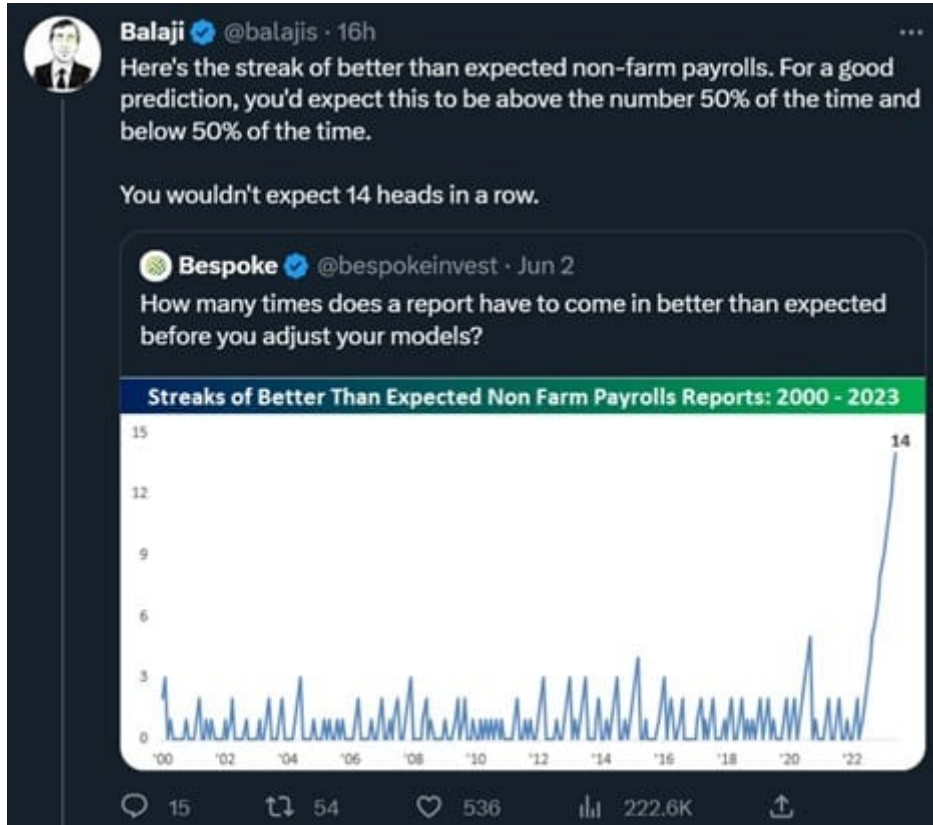 Balaji @balajis · 16h
Here's the streak of better than expected non-farm payrolls. For a good
prediction, you'd expect this to be above the number 50% of the time and
below 50% of the time.
You wouldn't expect 14 heads in a row.
Bespoke @bespokeinvest · Jun 2
How many times does a report have to come in better than expected
before you adjust your models?
Streaks of Better Than Expected Non Farm Payrolls Reports: 2000 - 2023
15
14
12
9
6
3
0
'00 '02 '04 '06 '08 '10 '12 '14 '16 '18 '20 '22
15 54 536 222.6K